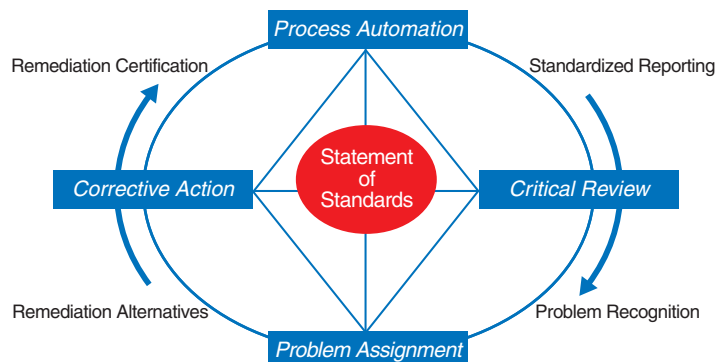 Process Automation
Remediation Certification
Standardized Reporting
Statement
of
Standards
Corrective Action
Critical Review
Remediation Alternatives
Problem Recognition
Problem Assignment